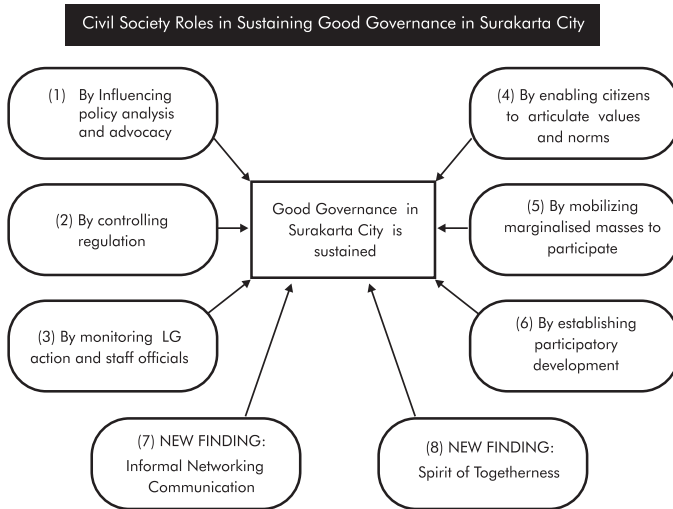 Civil Society Roles in Sustaining Good Governance in Surakarta City
(1) By Influencing
policy analysis
and advocacy
(2) By controlling
regulation
(3) By monitoring LG
action and staff officials
Good Governance in
Surakarta City is
sustained
(4) By enabling citizens
to articulate values
and norms
(5) By mobilizing
marginalised masses to
participate
(6) By establishing
participatory
development
(7) NEW FINDING:
Informal Networking
Communication
(8) NEW FINDING:
Spirit of Togetherness